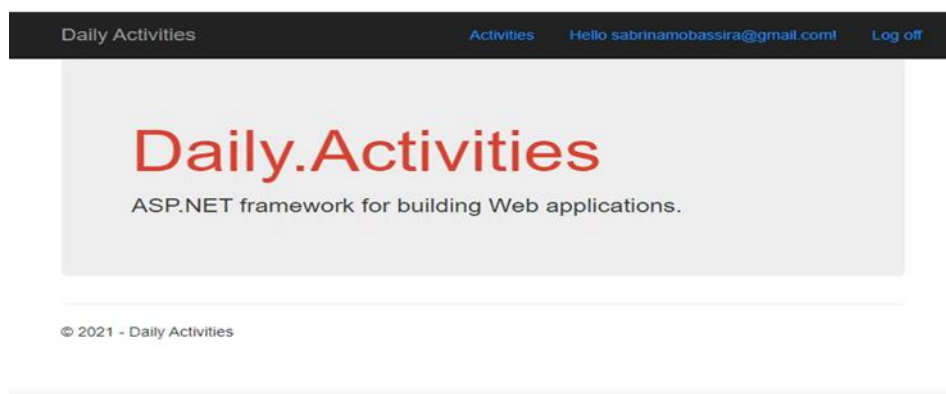 Daily Activities Activities Hello sabrinamobassira@gmail.com! Log off
Daily.Activities
ASP.NET framework for building Web applications.
© 2021 - Daily Activities